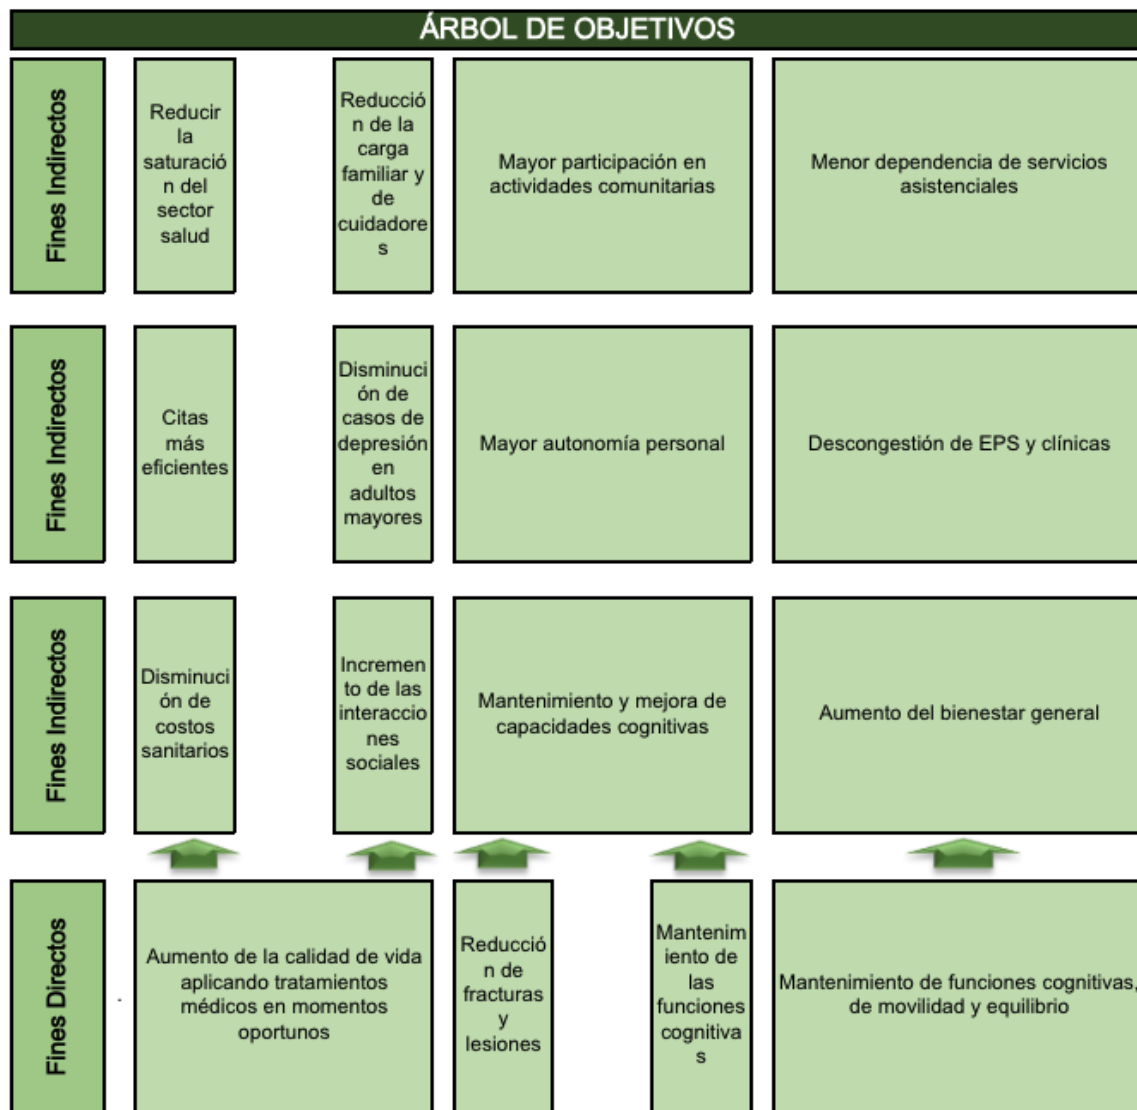 ÁRBOL DE OBJETIVOS
Fines Indirectos
Reducir
la
saturació
n del
sector
salud
Reducció
n de la
carga
familiar y
de
cuidadore
s
Mayor participación en
actividades comunitarias
Menor dependencia de servicios
asistenciales
Fines Indirectos
Citas
más
eficientes
Disminuci
ón de
casos de
depresión
en
adultos
mayores
Mayor autonomía personal
Descongestión de EPS y clínicas
Fines Indirectos
Disminuci
ón de
costos
sanitarios
Incremen
to de las
interaccio
nes
sociales
Mantenimiento y mejora de
capacidades cognitivas
Aumento del bienestar general
Fines Directos
.
Aumento de la calidad de vida
aplicando tratamientos
médicos en momentos
oportunos
Reducció
n de
fracturas
y
lesiones
Mantenim
iento de
las
funciones
cognitiva
s
Mantenimiento de funciones cognitivas,
de movilidad y equilibrio